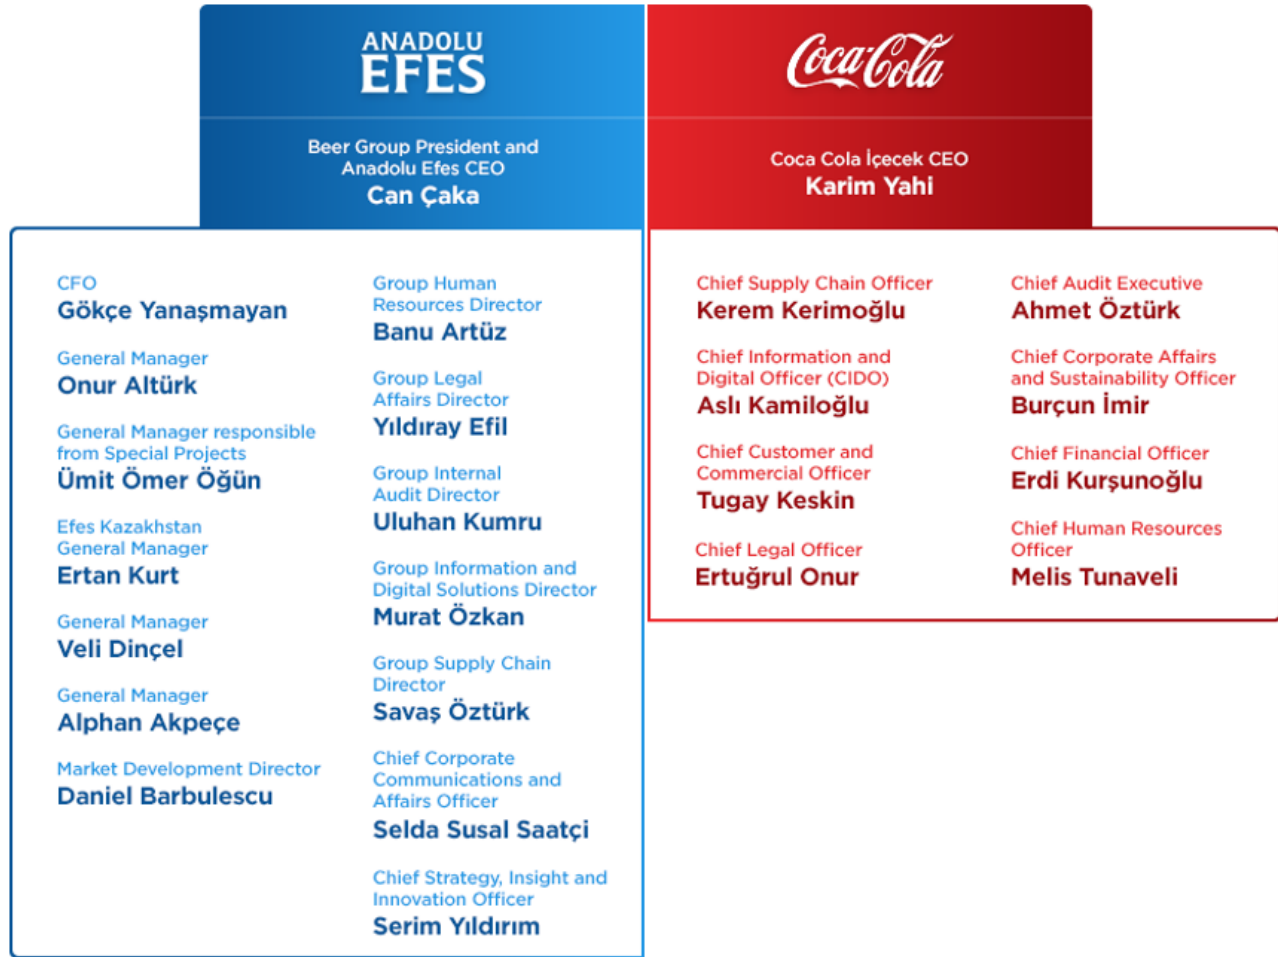 ANADOLU
EFES
Beer Group President and
Anadolu Efes CEO
Can Çaka
Coca-Cola
Coca Cola İçecek CEO
Karim Yahi
CFO
Gökçe Yanaşmayan
General Manager
Onur Altürk
General Manager responsible
from Special Projects
Ümit Ömer Öğün
Efes Kazakhstan
General Manager
Ertan Kurt
General Manager
Veli Dinçel
General Manager
Alphan Akpeçe
Market Development Director
Daniel Barbulescu
Group Human
Resources Director
Banu Artüz
Group Legal
Affairs Director
Yıldıray Efil
Group Internal
Audit Director
Uluhan Kumru
Group Information and
Digital Solutions Director
Murat Özkan
Group Supply Chain
Director
Savaş Öztürk
Chief Corporate
Communications and
Affairs Officer
Selda Susal Saatçi
Chief Strategy, Insight and
Innovation Officer
Serim Yıldırım
Chief Supply Chain Officer
Kerem Kerimoğlu
Chief Information and
Digital Officer (CIDO)
Aslı Kamiloğlu
Chief Customer and
Commercial Officer
Tugay Keskin
Chief Legal Officer
Ertuğrul Onur
Chief Audit Executive
Ahmet Öztürk
Chief Corporate Affairs
and Sustainability Officer
Burçun İmir
Chief Financial Officer
Erdi Kurşunoğlu
Chief Human Resources
Officer
Melis Tunaveli